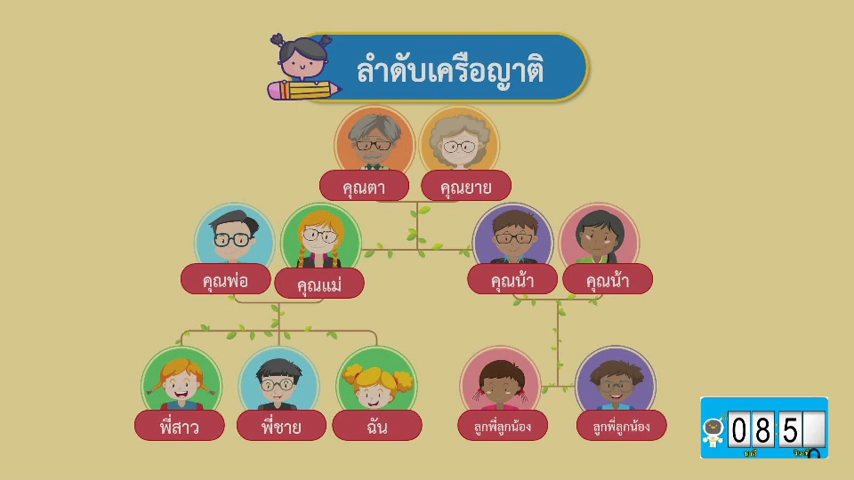 ลำดับเครือญาติ
คุณตา
คุณยาย
คุณพ่อ
คุณแม่
คุณน้า
คุณน้า
พี่สาว
พี่ชาย
ฉัน
ลูกพี่ลูกน้อง
ลูกพี่ลูกน้อง
085